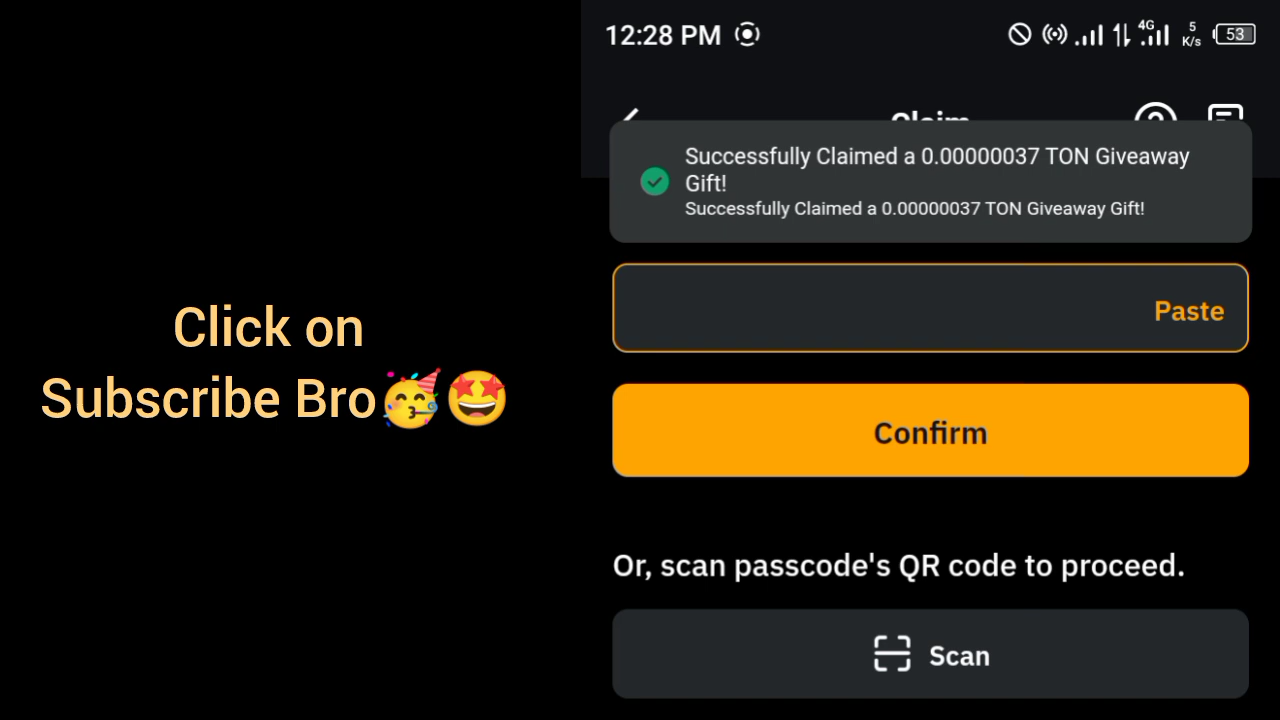 12:28 PM
4G
5
K/s
53
Claim
Successfully Claimed a 0.00000037 TON Giveaway
Gift!
Successfully Claimed a 0.00000037 TON Giveaway Gift!
Paste
Confirm
Or, scan passcode's QR code to proceed.
Scan
Click on
Subscribe Bro🥳🤩